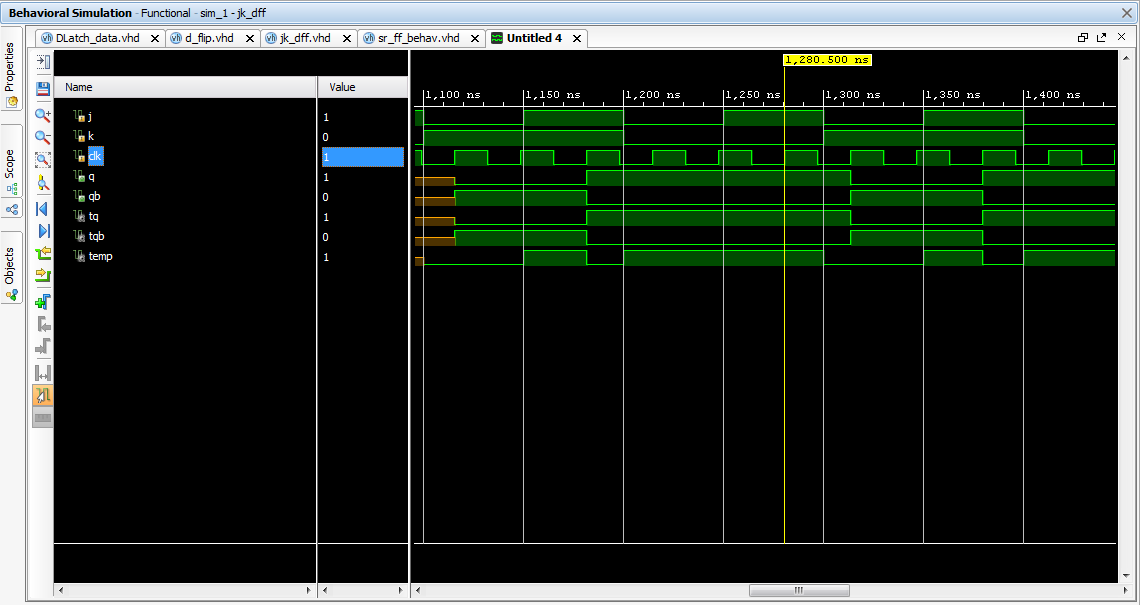 Behavioral Simulation - Functional - sim_1 - jk_dff
DLatch_data.vhd d_flip.vhd jk_dff.vhd sr_ff_behav.vhd Untitled 4
Properties
Scope
Objects
1,280.500 ns
Name Value
1,100 ns 1,150 ns 1,200 ns 1,250 ns 1,300 ns 1,350 ns 1,400 ns
j 1
k 0
clk 1
q 1
qb 0
tq 1
tqb 0
temp 1